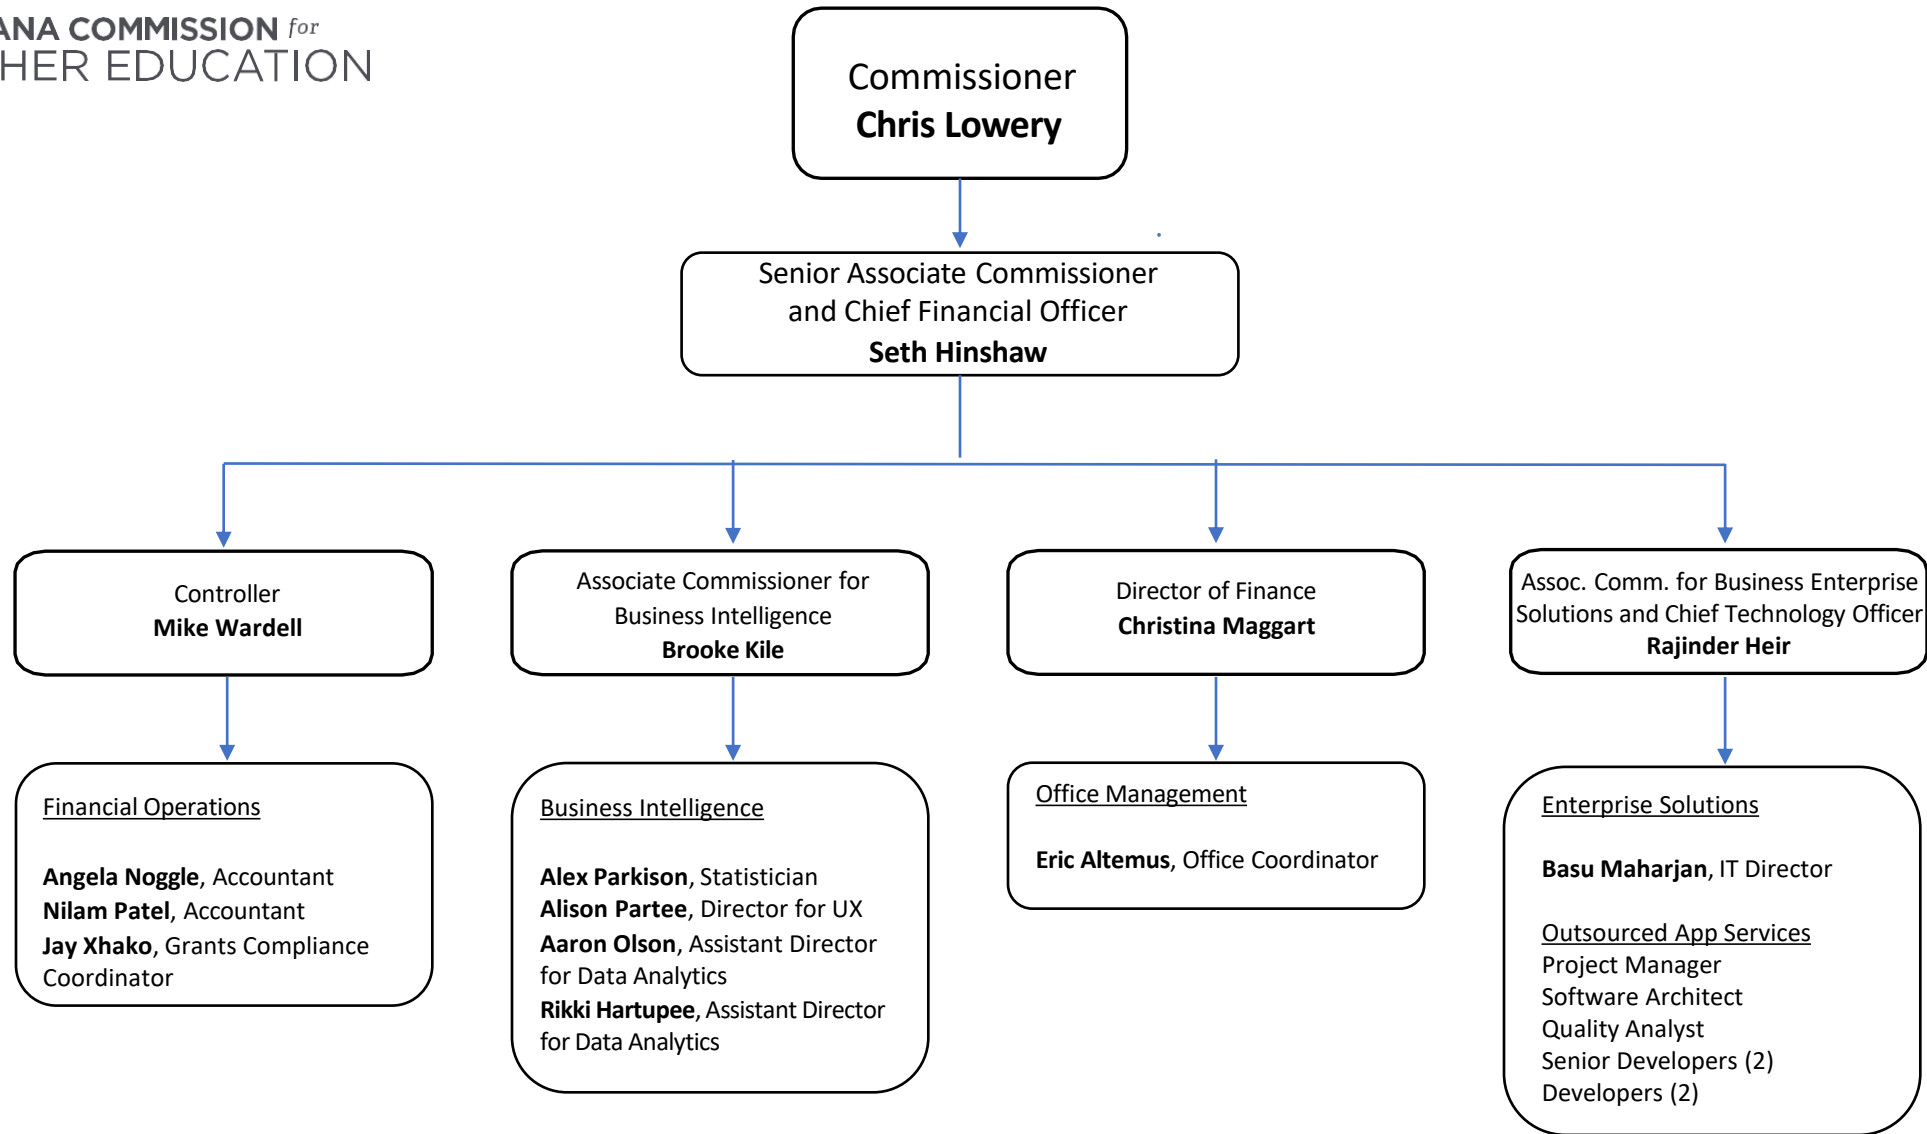 ANA COMMISSION for
HER EDUCATION
Commissioner
Chris Lowery
Senior Associate Commissioner
and Chief Financial Officer
Seth Hinshaw
Controller
Mike Wardell
Associate Commissioner for
Business Intelligence
Brooke Kile
Director of Finance
Christina Maggart
Assoc. Comm. for Business Enterprise
Solutions and Chief Technology Officer
Rajinder Heir
Financial Operations
Angela Noggle, Accountant
Nilam Patel, Accountant
Jay Xhako, Grants Compliance
Coordinator
Business Intelligence
Alex Parkison, Statistician
Alison Partee, Director for UX
Aaron Olson, Assistant Director
for Data Analytics
Rikki Hartupee, Assistant Director
for Data Analytics
Office Management
Eric Altemus, Office Coordinator
Enterprise Solutions
Basu Maharjan, IT Director
Outsourced App Services
Project Manager
Software Architect
Quality Analyst
Senior Developers (2)
Developers (2)